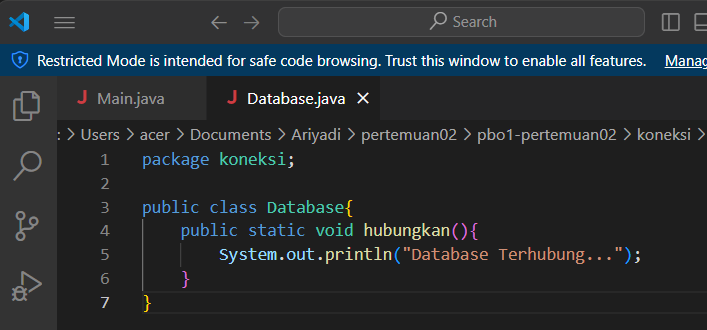 Search
Restricted Mode is intended for safe code browsing. Trust this window to enable all features. Manag
J Main.java J Database.java
: > Users > acer > Documents > Ariyadi > pertemuan02 > pbo1-pertemuan02 > koneksi >
1 package koneksi;
2
3 public class Database{
4 public static void hubungkan(){
5 System.out.println("Database Terhubung...");
6 }
7 }